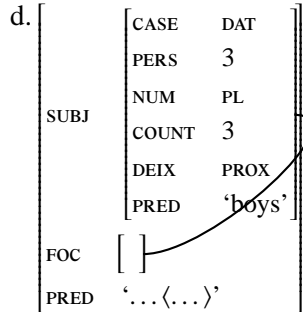 d.
CASE DAT
PERS 3
NUM PL
SUBJ COUNT 3
DEIX PROX
PRED ‘boys’
FOC [ ]
PRED ‘…⟨…⟩’